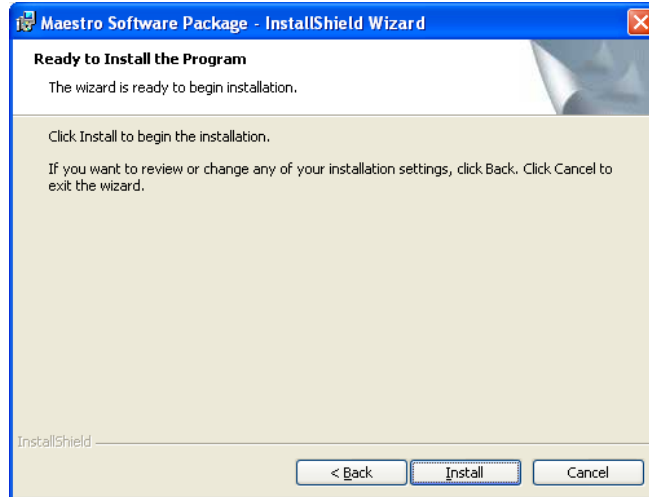 Maestro Software Package - InstallShield Wizard
Ready to Install the Program
The wizard is ready to begin installation.
Click Install to begin the installation.
If you want to review or change any of your installation settings, click Back. Click Cancel to
exit the wizard.
InstallShield
< Back
Install
Cancel